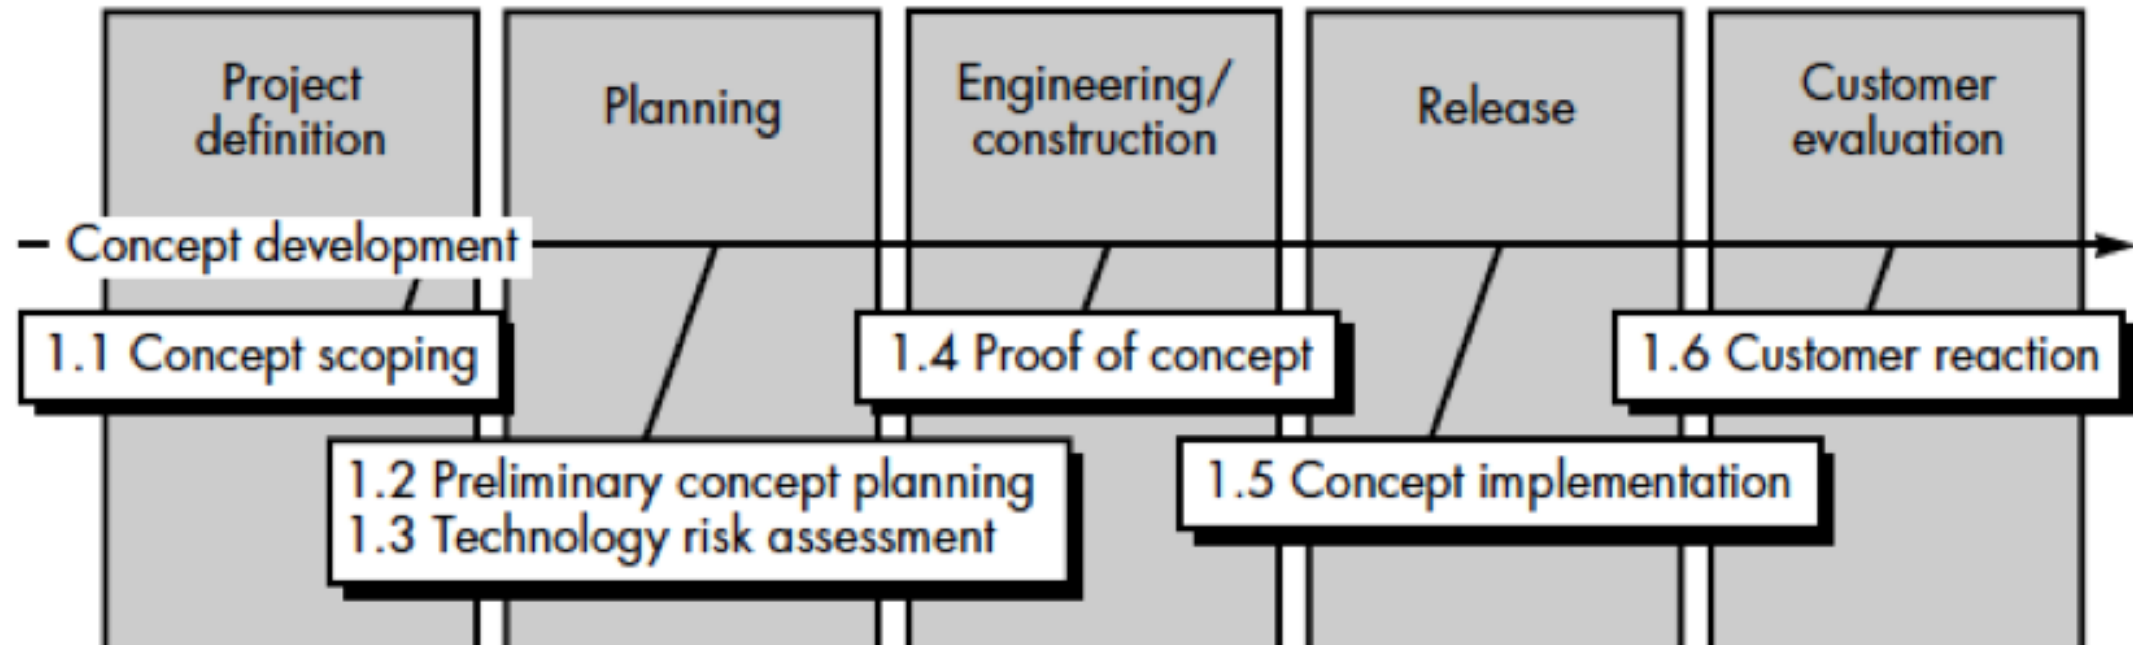 Project
definition
Planning
Engineering/
construction
Release
Customer
evaluation
Concept development
1.1 Concept scoping
1.4 Proof of concept
1.6 Customer reaction
1.2 Preliminary concept planning
1.3 Technology risk assessment
1.5 Concept implementation